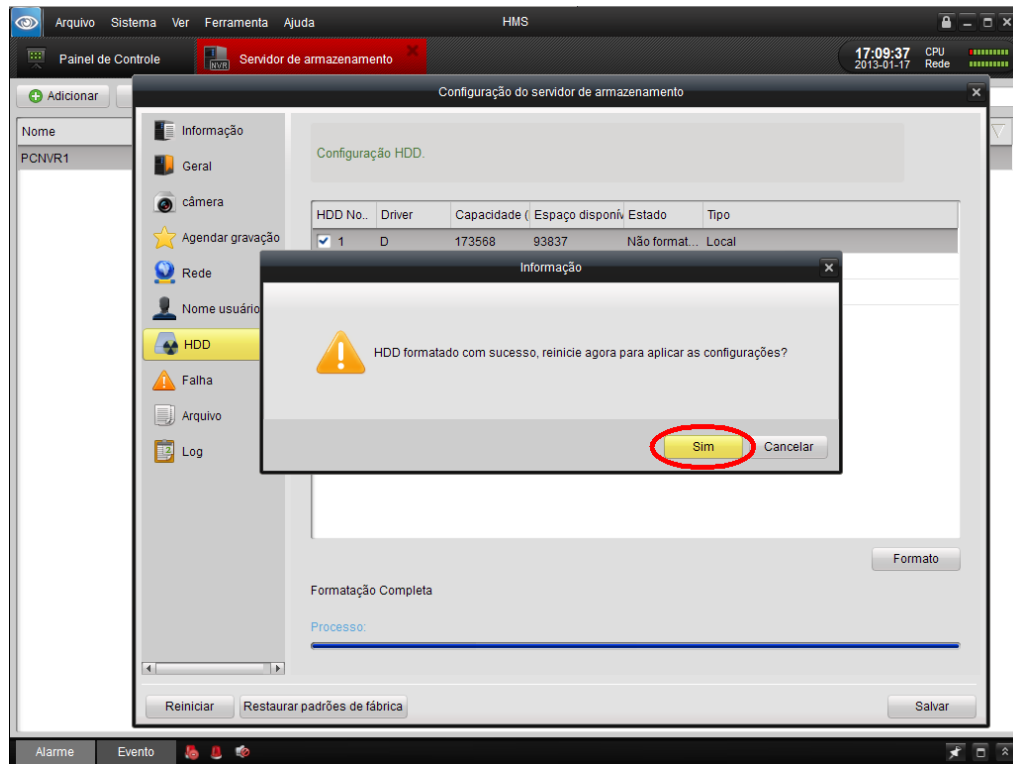 Arquivo Sistema Ver Ferramenta Ajuda HMS
Painel de Controle NVR Servidor de armazenamento 17:09:37 CPU
2013-01-17 Rede
Adicionar
Configuração do servidor de armazenamento
Nome
PCNVR1
Informação
Geral
câmera
Agendar gravação
Rede
Nome usuário
HDD
Falha
Arquivo
Log
Configuração HDD.
HDD No.. Driver Capacidade ( Espaço disponív Estado Tipo
1 D 173568 93837 Não format... Local
Informação
HDD formatado com sucesso, reinicie agora para aplicar as configurações?
Sim Cancelar
Formato
Formatação Completa
Processo:
Reiniciar Restaurar padrões de fábrica Salvar
Alarme Evento